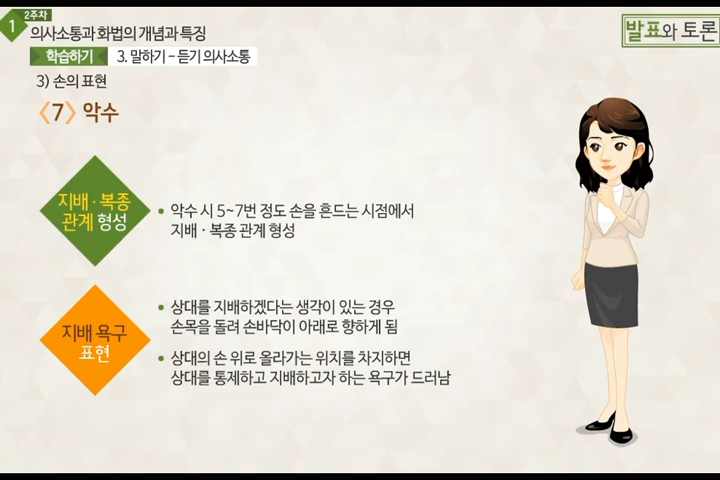 1
2주차
의사소통과 화법의 개념과 특징
발표와 토론
학습하기 3. 말하기 - 듣기 의사소통
3) 손의 표현
〈7〉 악수
지배 · 복종
관계 형성
악수 시 5~7번 정도 손을 흔드는 시점에서
지배 · 복종 관계 형성
지배 욕구
표현
상대를 지배하겠다는 생각이 있는 경우
손목을 돌려 손바닥이 아래로 향하게 됨
상대의 손 위로 올라가는 위치를 차지하면
상대를 통제하고 지배하고자 하는 욕구가 드러남